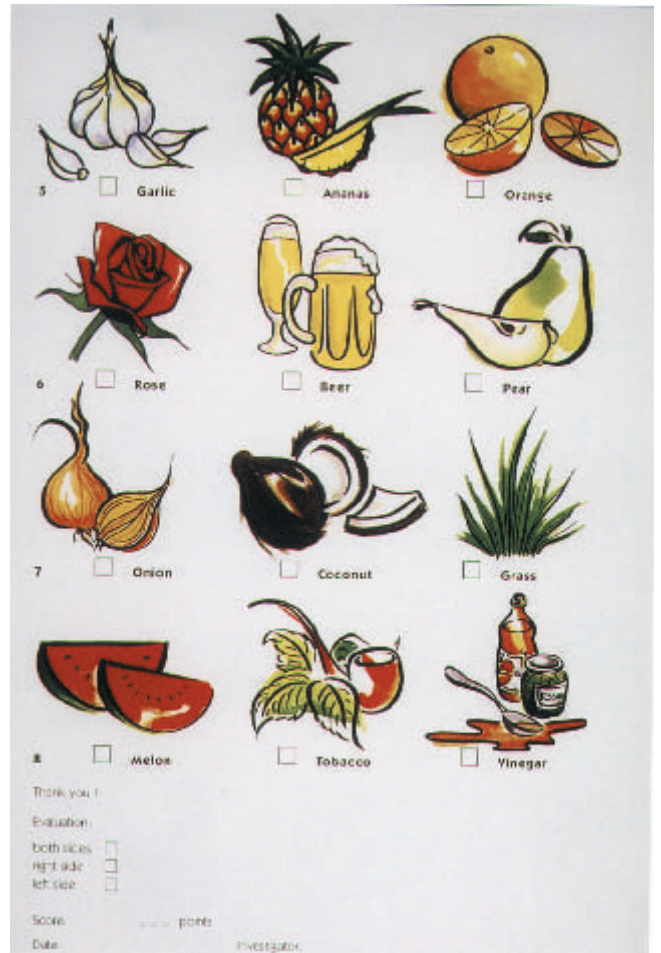 5 Garlic Ananas Orange
6 Rose Beer Pear
7 Onion Coconut Grass
8 Melon Tobacco Vinegar
Thank you !
Evaluation:
both sides
right side
left side
Score: _ _ _ points
Date: Investigator: